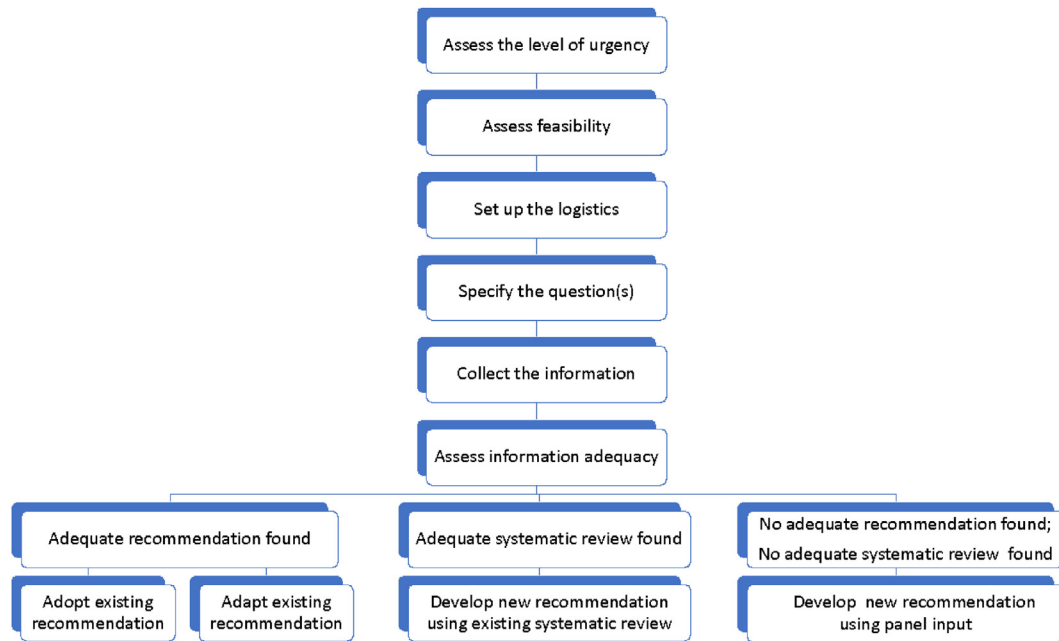 Assess the level of urgency
Assess feasibility
Set up the logistics
Specify the question(s)
Collect the information
Assess information adequacy
Adequate recommendation found
Adequate systematic review found
No adequate recommendation found;
No adequate systematic review found
Adopt existing
recommendation
Adapt existing
recommendation
Develop new recommendation
using existing systematic review
Develop new recommendation
using panel input